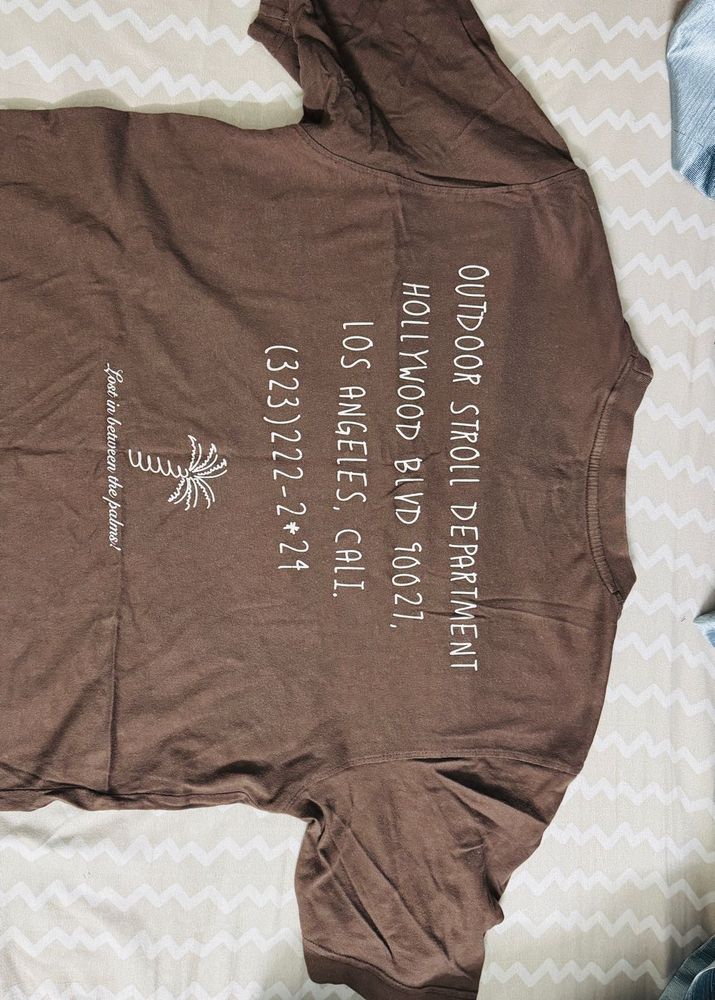 OUTDOOR STROLL DEPARTMENT
HOLLYWOOD BLVD 90027,
LOS ANGELES, CALI.
(323)222-2*24
Lost in between the palms!